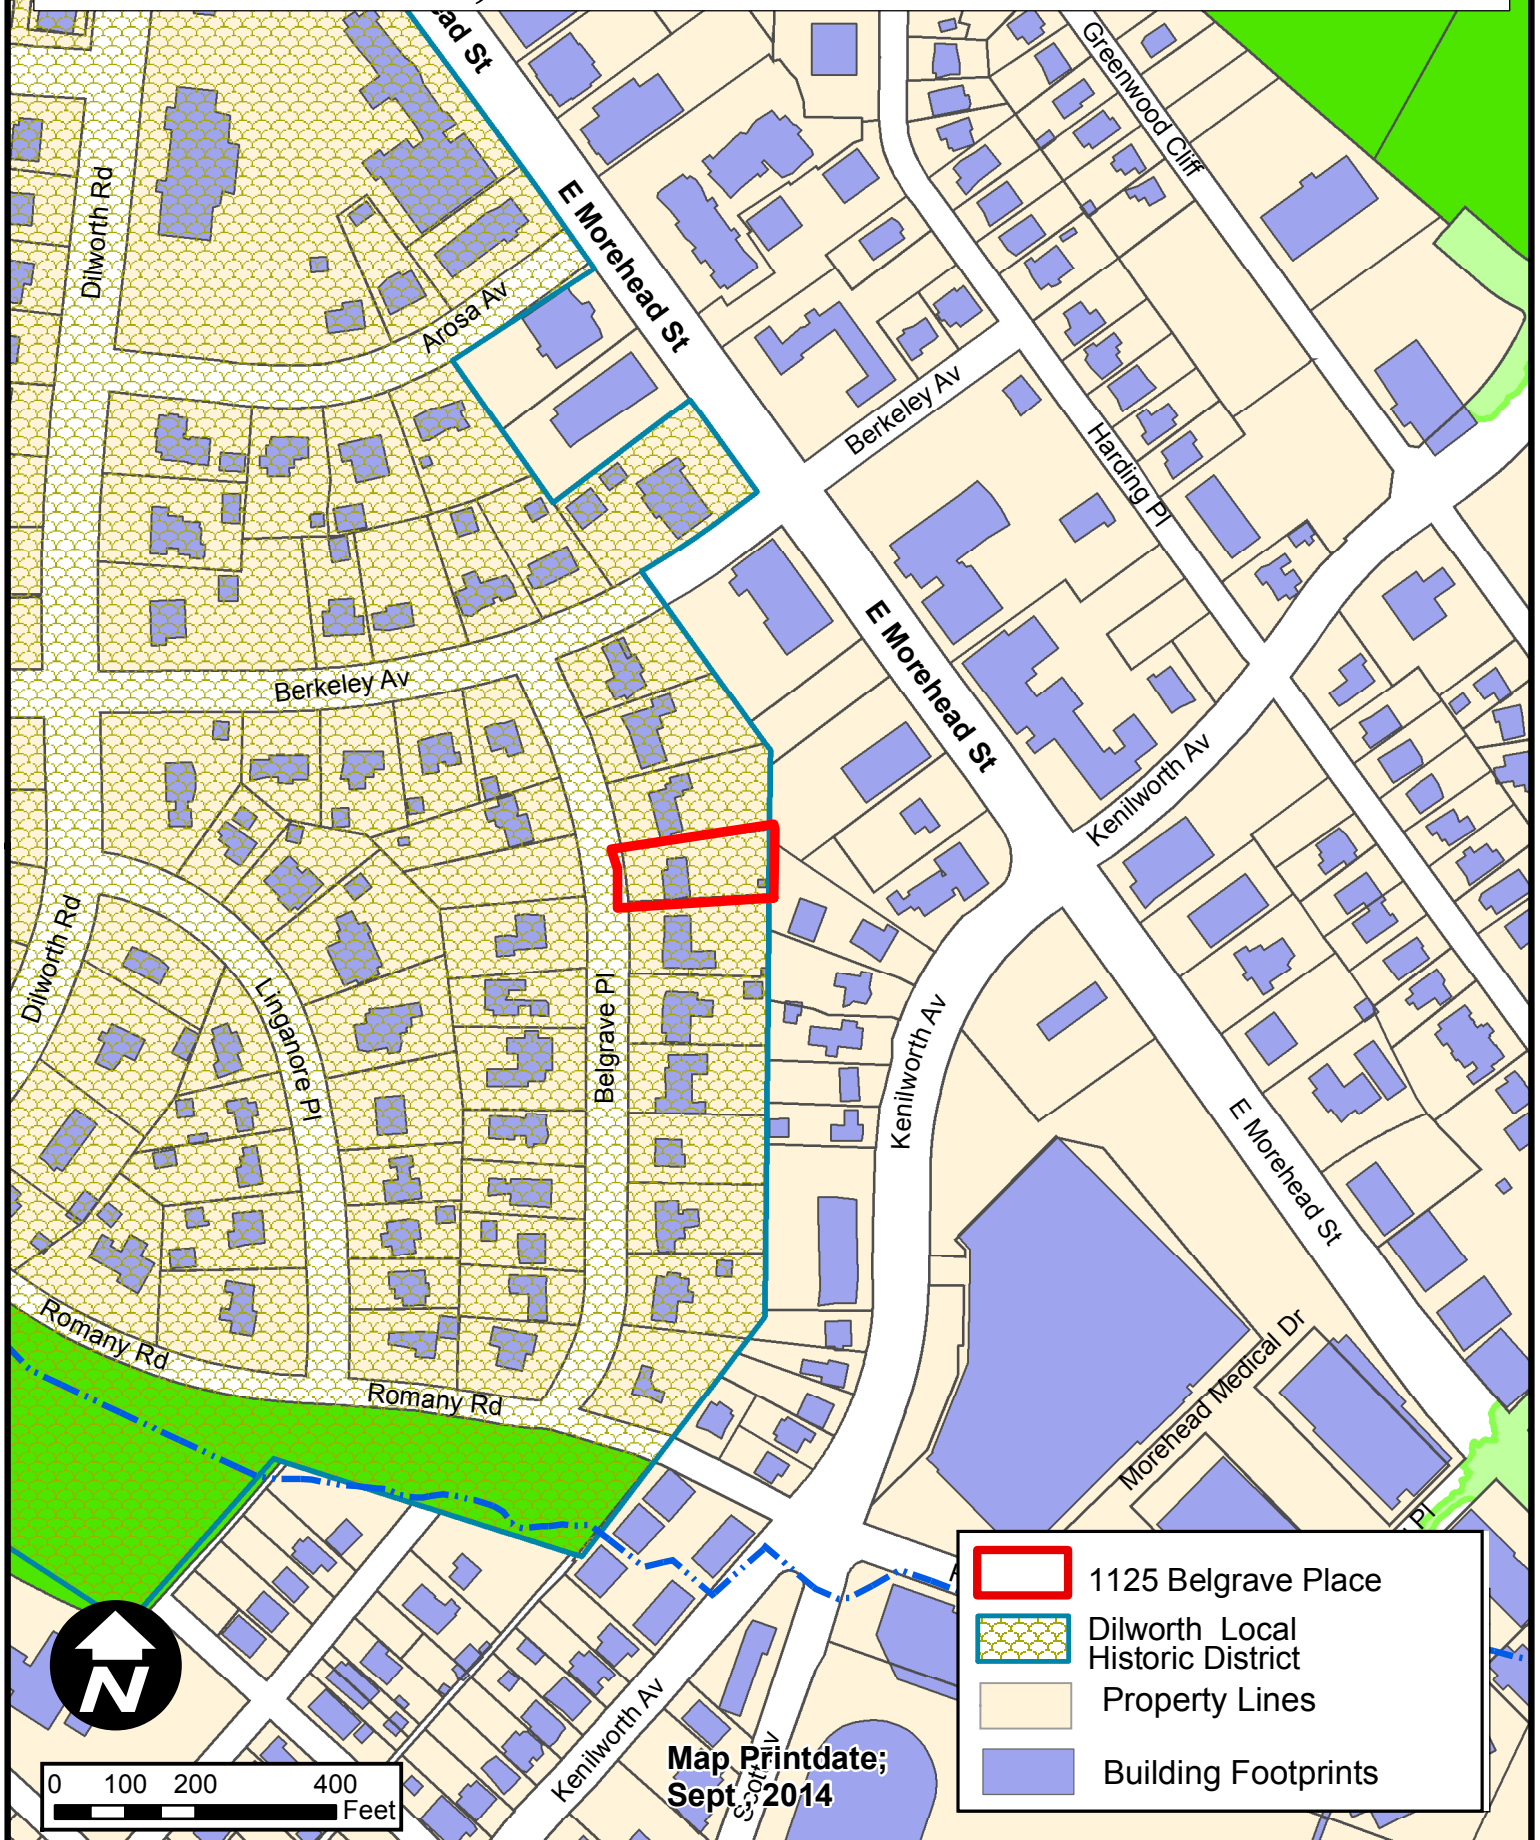 ead St
Greenwood Cliff
Dilworth Rd
E Morehead St
Arosa Av
Berkeley Av
Harding Pl
E Morehead St
Berkeley Av
Kenilworth Av
Dilworth Rd
Linganore Pl
Belgrave Pl
Kenilworth Av
E Morehead St
Romany Rd
Romany Rd
Morehead Medical Dr
Pl
Kenilworth Av
Scott Av
1125 Belgrave Place
Dilworth Local
Historic District
Property Lines
Building Footprints
N
0 100 200 400
Feet
Map Printdate;
Sept., 2014